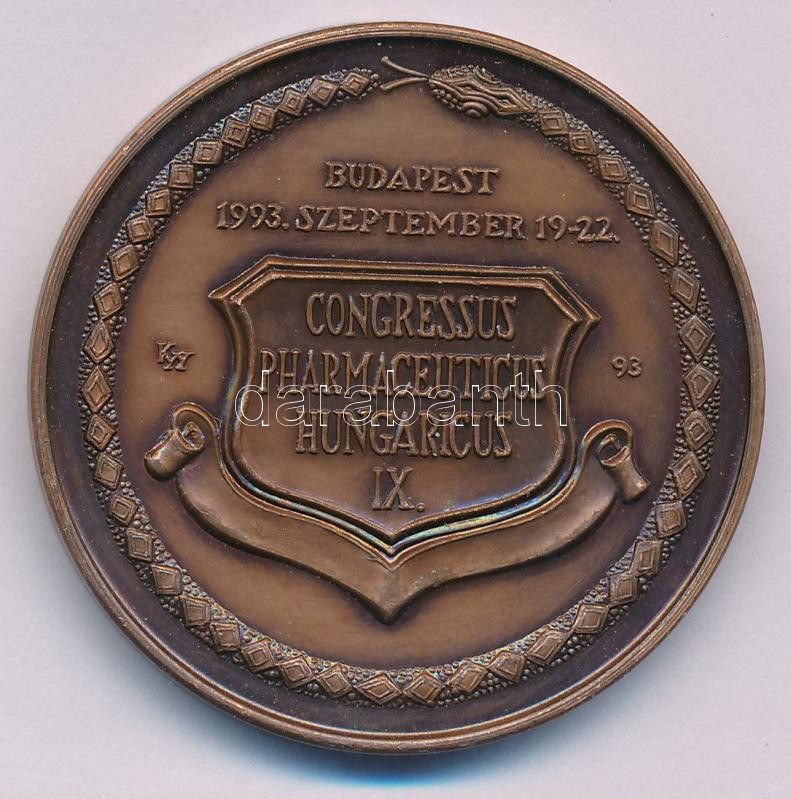 BUDAPEST
1993. SZEPTEMBER 19-22.
CONGRESSUS
PHARMACEUTICUS
HUNGARICUS
IX.
93
darabanth